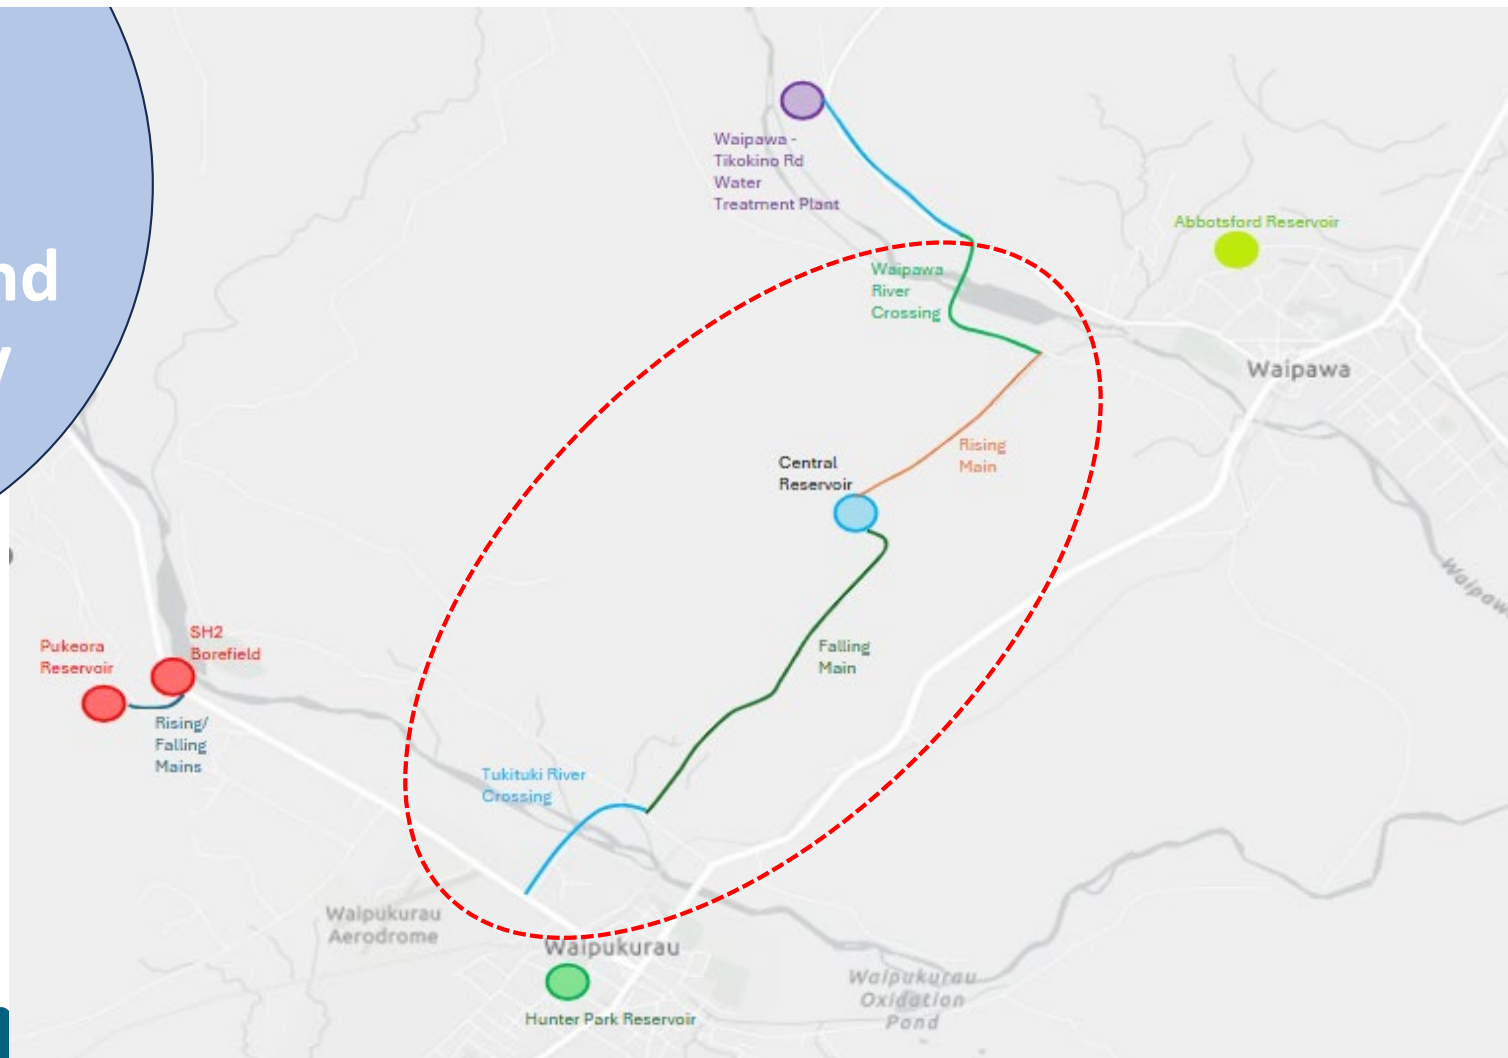 nd
y
Waipawa -
Tikokino Rd
Water
Treatment Plant
Abbotsford Reservoir
Waipawa
River
Crossing
Waipawa
Rising
Main
Central
Reservoir
Falling
Main
SH2
Borefield
Pukeora
Reservoir
Rising/
Falling
Mains
Tukituki River
Crossing
Waipukurau
Aerodrome
Waipukurau
Hunter Park Reservoir
Waipukurau
Oxidation
Pond
Waipawa